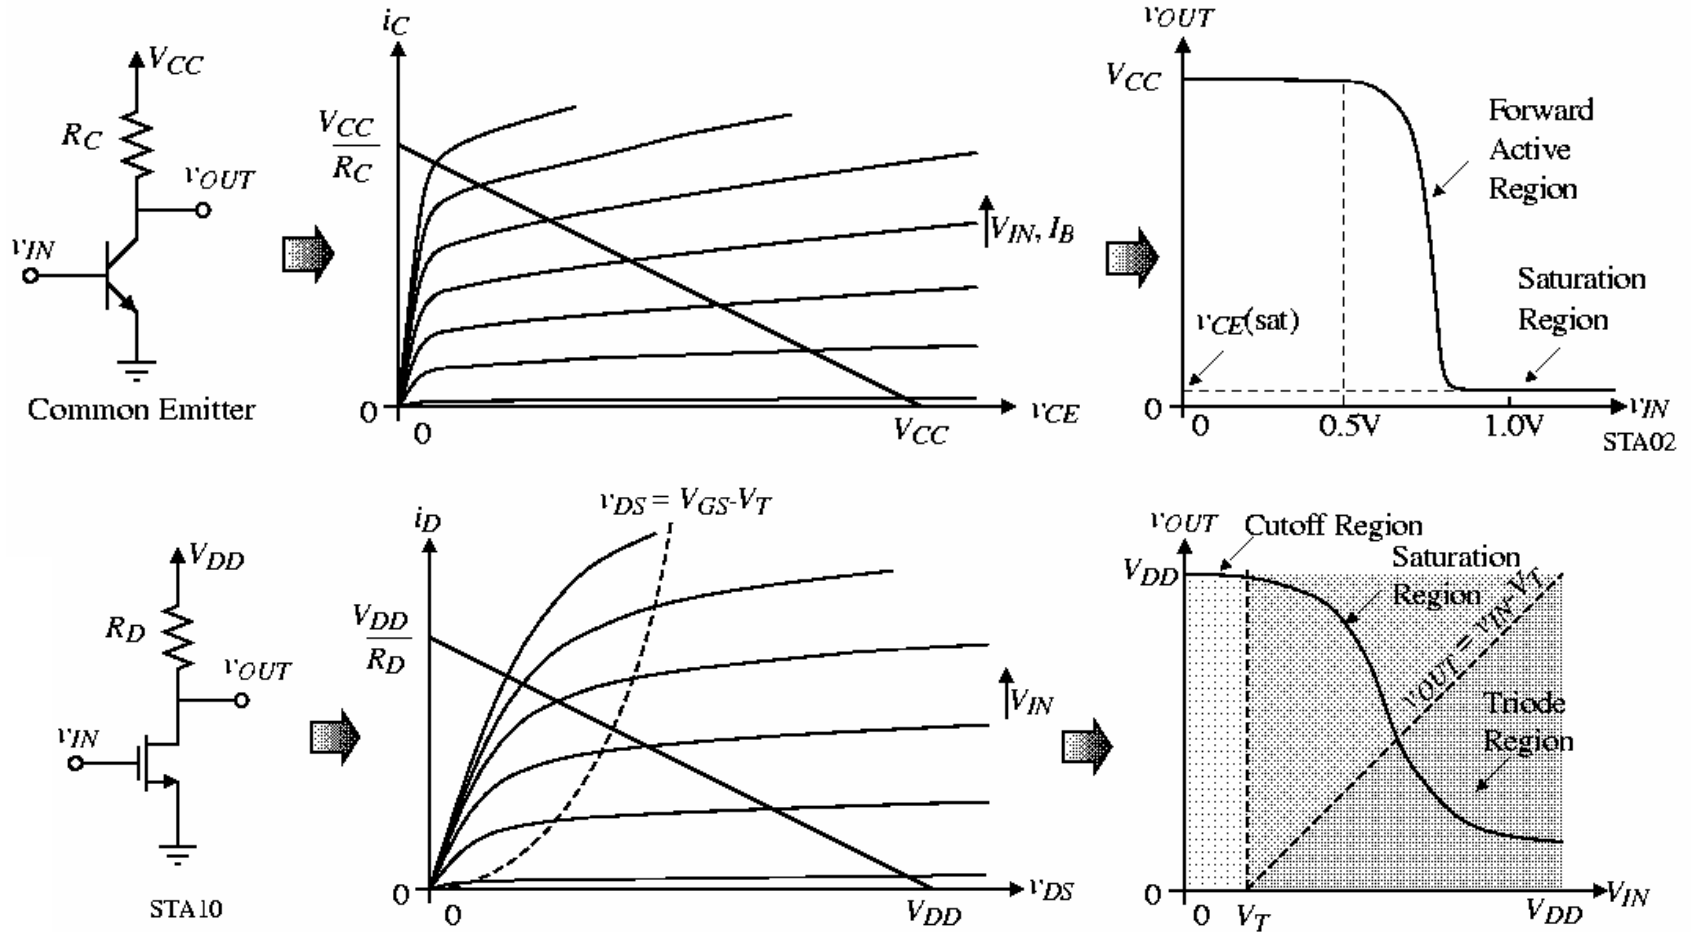 VCC
RC
vOUT
vIN
Common Emitter
iC
VCC
RC
VIN, IB
0
0
VCC
vCE
vOUT
VCC
Forward
Active
Region
Saturation
Region
vCE(sat)
0
0
0.5V
1.0V
vIN
STA02
VDD
RD
vOUT
vIN
STA10
vDS = VGS-VT
iD
VDD
RD
VIN
0
0
VDD
vDS
vOUT
Cutoff Region
VDD
Saturation
Region
vOUT = vIN-VT
Triode
Region
0
0
VT
VDD
VIN